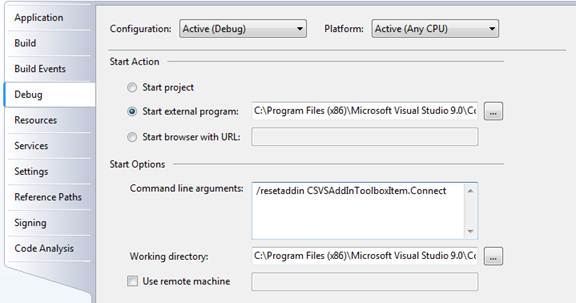 Application
Build
Build Events
Debug
Resources
Services
Settings
Reference Paths
Signing
Code Analysis
Configuration: Active (Debug) Platform: Active (Any CPU)
Start Action
Start project
Start external program: C:\Program Files (x86)\Microsoft Visual Studio 9.0\Cc ...
Start browser with URL:
Start Options
Command line arguments: /resetaddin CSVSAddInToolboxItem.Connect
Working directory: C:\Program Files (x86)\Microsoft Visual Studio 9.0\Cc ...
Use remote machine